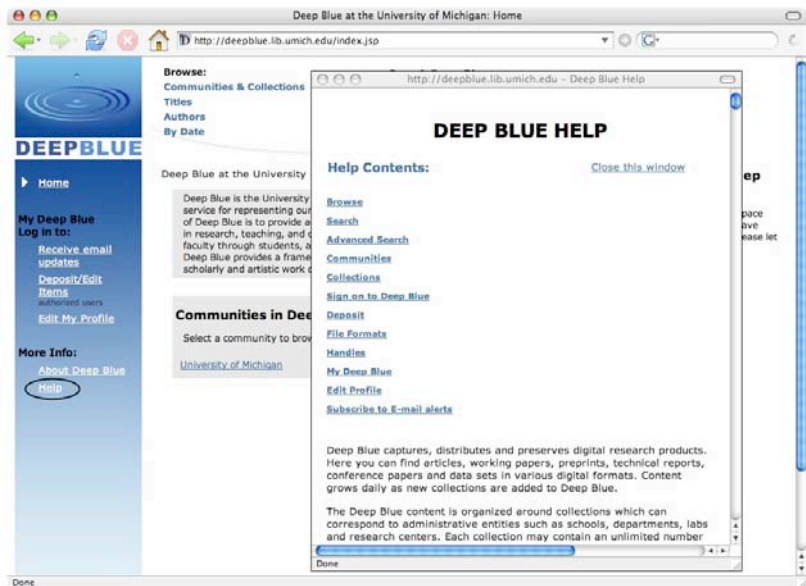 Deep Blue at the University of Michigan: Home
http://deepblue.lib.umich.edu/index.jsp
G
DEEPBLUE
Home
My Deep Blue
Log in to:
Receive email
updates
Deposit/Edit
Items
authorized users
Edit My Profile
More Info:
About Deep Blue
Help
Browse:
Communities & Collections
Titles
Authors
By Date
Deep Blue at the University
Deep Blue is the University
service for representing our
of Deep Blue is to provide a
in research, teaching, and c
faculty through students, a
Deep Blue provides a frame
scholarly and artistic work
Communities in Dee
Select a community to brow
University of Michigan
ep
pace
ave
ease let
http://deepblue.lib.umich.edu - Deep Blue Help
DEEP BLUE HELP
Help Contents:
Close this window
Browse
Search
Advanced Search
Communities
Collections
Sign on to Deep Blue
Deposit
File Formats
Handles
My Deep Blue
Edit Profile
Subscribe to E-mail alerts
Deep Blue captures, distributes and preserves digital research products.
Here you can find articles, working papers, preprints, technical reports,
conference papers and data sets in various digital formats. Content
grows daily as new collections are added to Deep Blue.
The Deep Blue content is organized around collections which can
correspond to administrative entities such as schools, departments, labs
and research centers. Each collection may contain an unlimited number
Done
Done